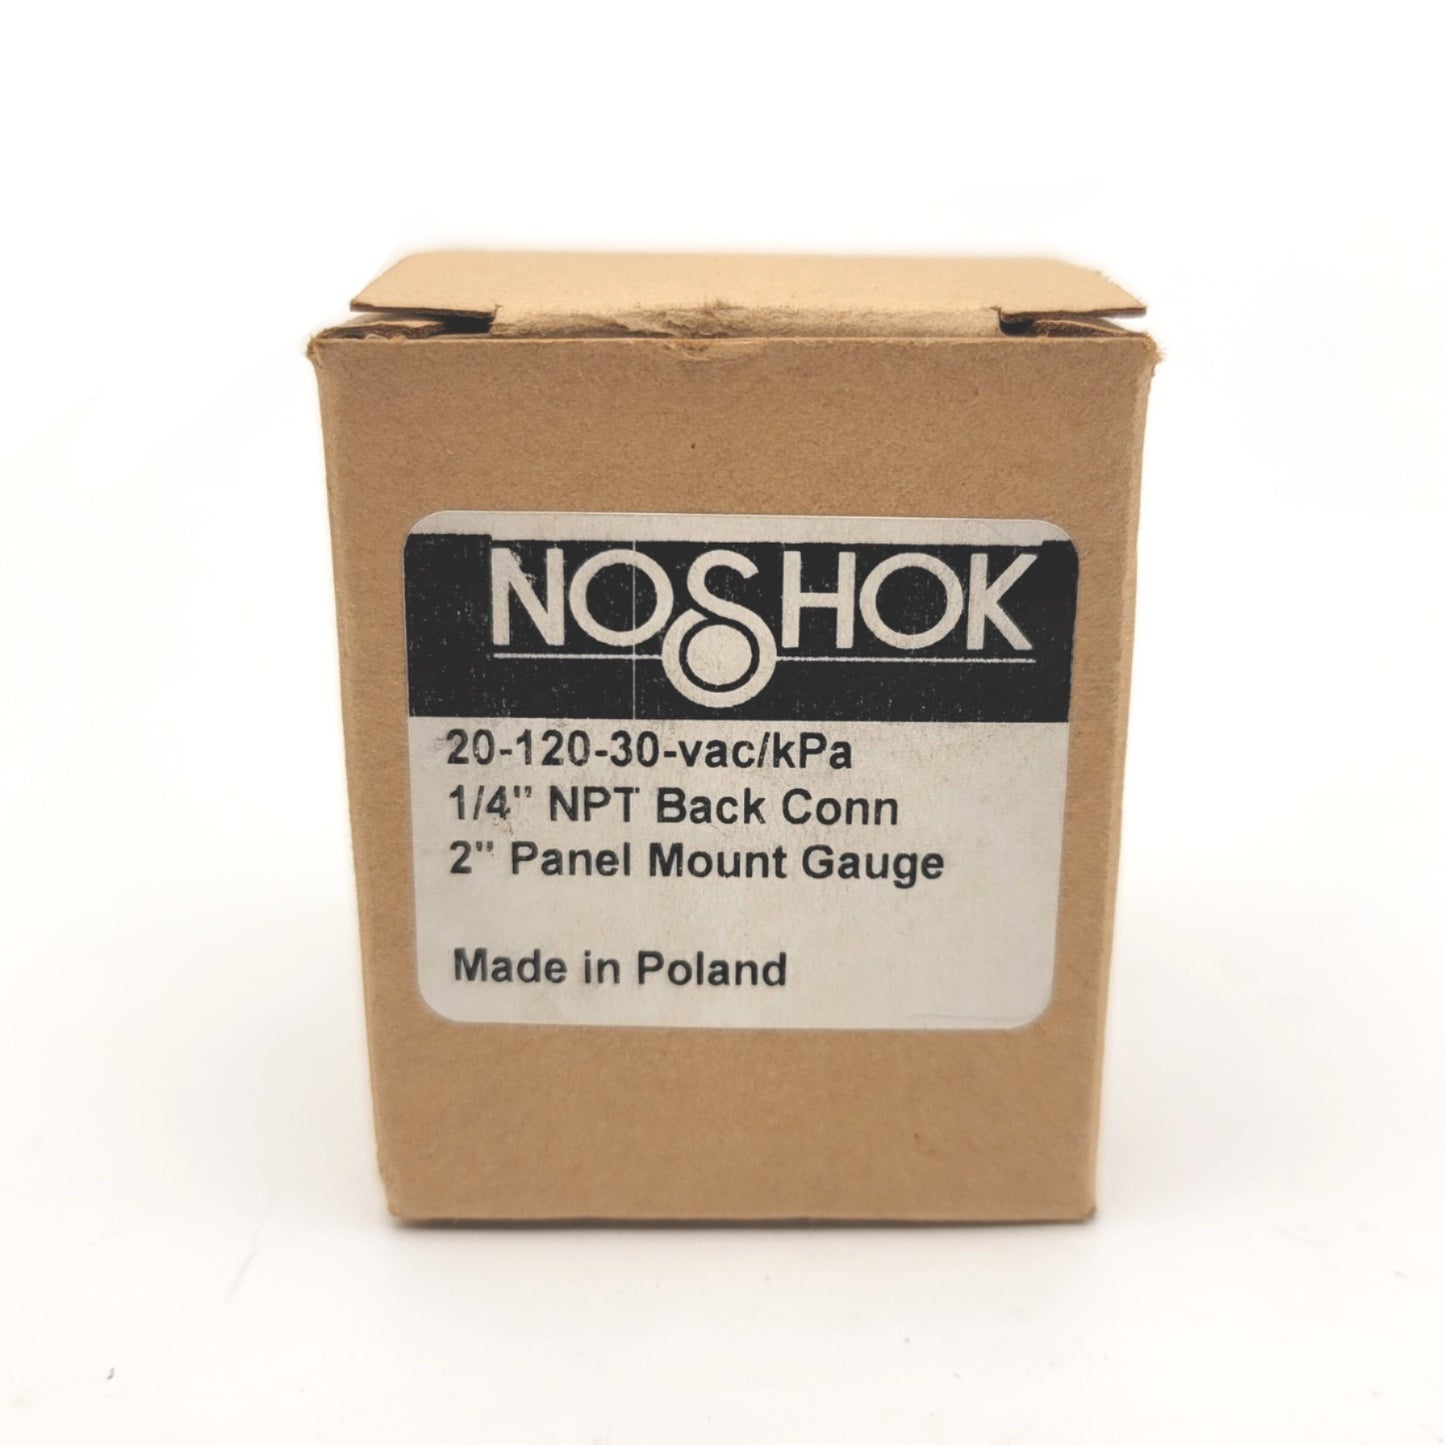 NOSHOK
20-120-30-vac/kPa
1/4" NPT Back Conn
2" Panel Mount Gauge
Made in Poland